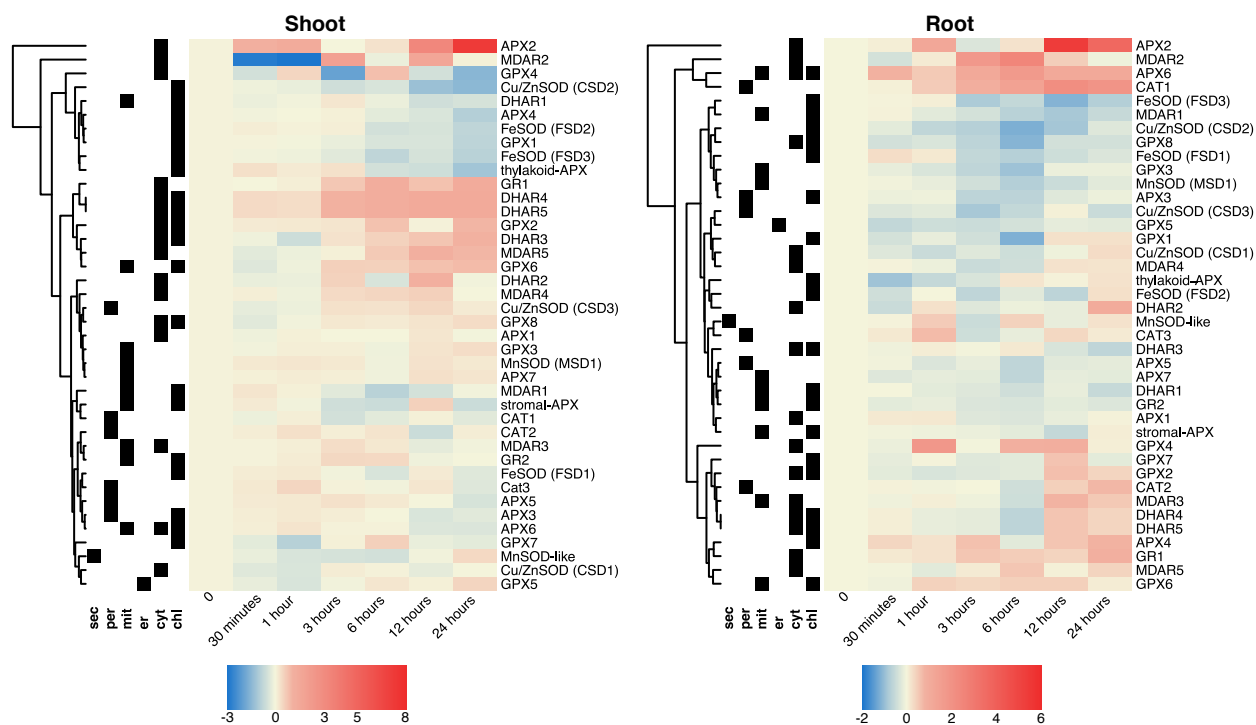 Shoot
APX2
MDAR2
GPX4
Cu/ZnSOD (CSD2)
DHAR1
APX4
FeSOD (FSD2)
GPX1
FeSOD (FSD3)
thylakoid-APX
GR1
DHAR4
DHAR5
GPX2
DHAR3
MDAR5
GPX6
DHAR2
MDAR4
Cu/ZnSOD (CSD3)
GPX8
APX1
GPX3
MnSOD (MSD1)
APX7
MDAR1
stromal-APX
CAT1
CAT2
MDAR3
GR2
FeSOD (FSD1)
Cat3
APX5
APX3
APX6
GPX7
MnSOD-like
Cu/ZnSOD (CSD1)
GPX5
sec per mit er cyt chl
0 30 minutes 1 hour 3 hours 6 hours 12 hours 24 hours
-3 0 3 5 8
Root
APX2
MDAR2
APX6
CAT1
FeSOD (FSD3)
MDAR1
Cu/ZnSOD (CSD2)
GPX8
FeSOD (FSD1)
GPX3
MnSOD (MSD1)
APX3
Cu/ZnSOD (CSD3)
GPX5
GPX1
Cu/ZnSOD (CSD1)
MDAR4
thylakoid-APX
FeSOD (FSD2)
DHAR2
MnSOD-like
CAT3
DHAR3
APX5
APX7
DHAR1
GR2
APX1
stromal-APX
GPX4
GPX7
GPX2
CAT2
MDAR3
DHAR4
DHAR5
APX4
GR1
MDAR5
GPX6
sec per mit er cyt chl
0 30 minutes 1 hour 3 hours 6 hours 12 hours 24 hours
-2 0 2 4 6